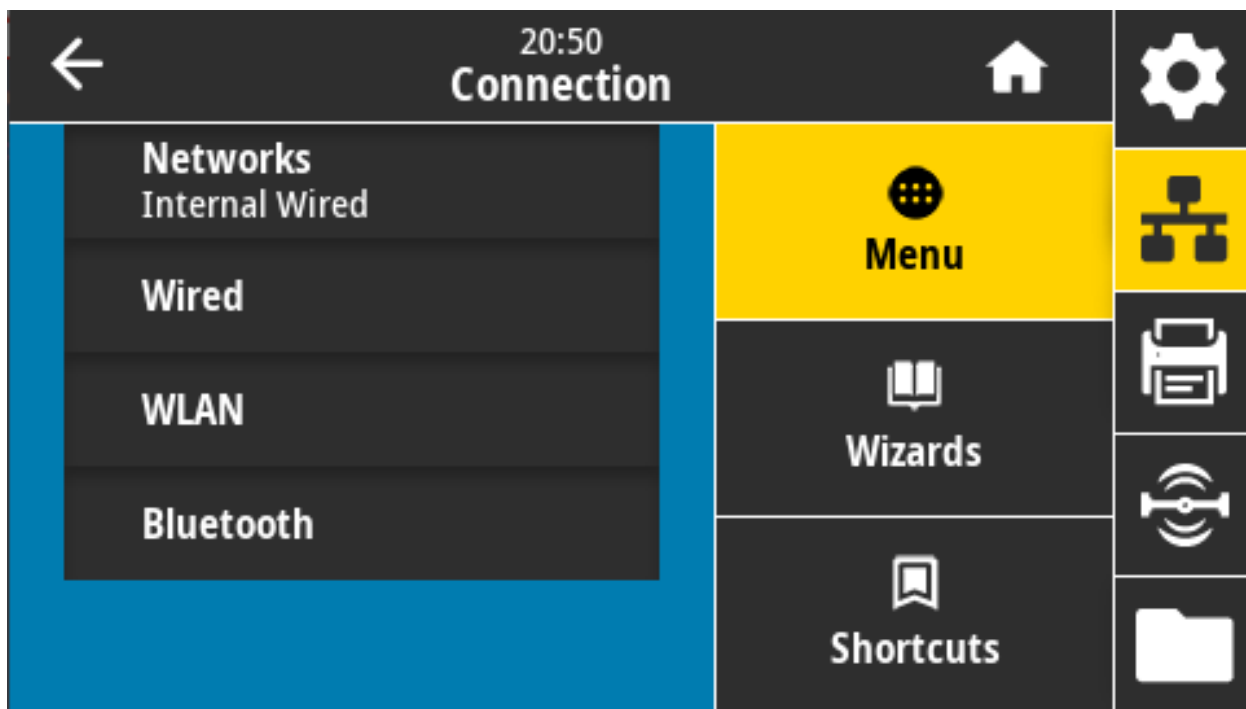 20:50
Connection
Networks
Internal Wired
Wired
WLAN
Bluetooth
Menu
Wizards
Shortcuts